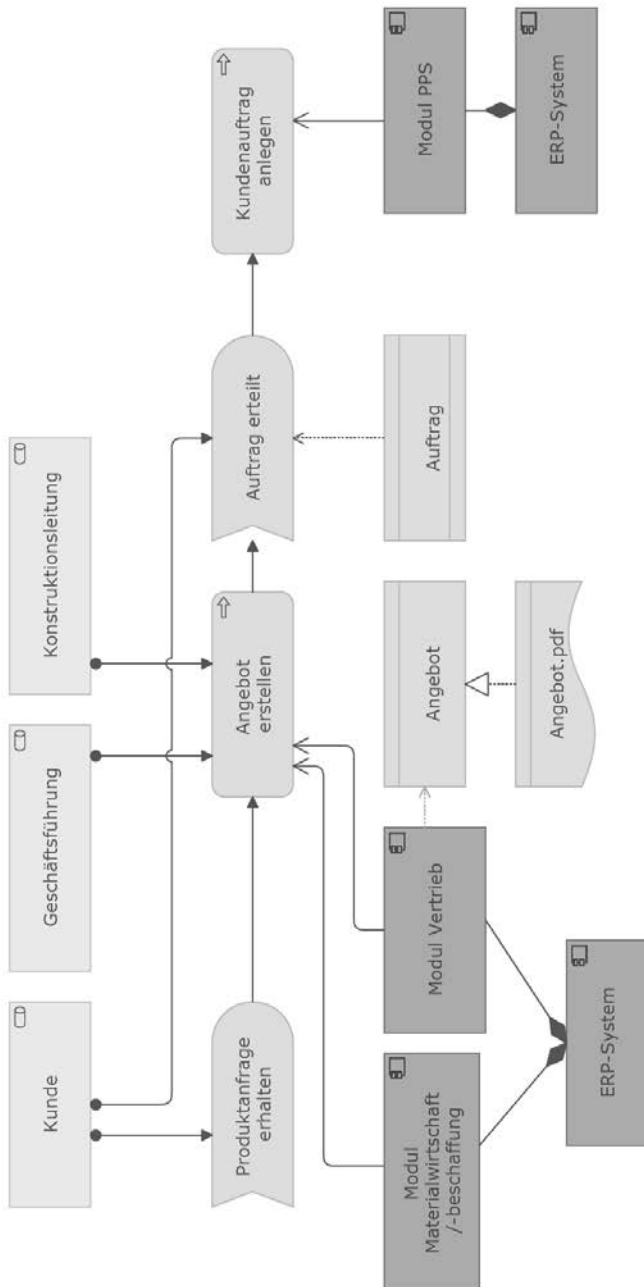 Kunde
Geschäftsführung
Konstruktionsleitung
Produktanfrage
erhalten
Angebot
erstellen
Auftrag erteilt
Kundenauftrag
anlegen
Modul
Materialwirtschaft
/-beschaffung
Modul Vertrieb
Angebot
Auftrag
Modul PPS
ERP-System
Angebot.pdf
ERP-System